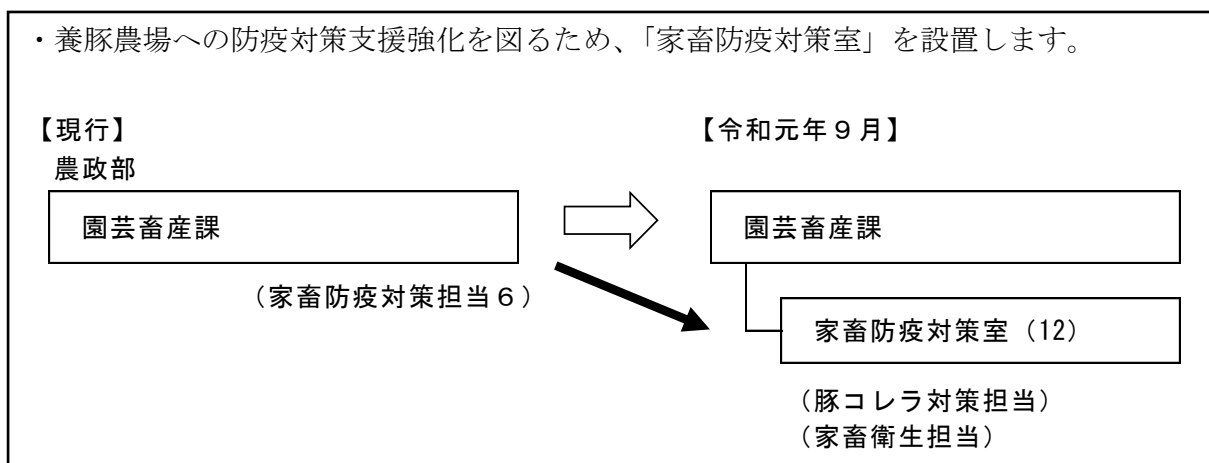 ・養豚農場への防疫対策支援強化を図るため、「家畜防疫対策室」を設置します。
【現行】
農政部
園芸畜産課
（家畜防疫対策担当６）
【令和元年９月】
園芸畜産課
家畜防疫対策室（12）
（豚コレラ対策担当）
（家畜衛生担当）